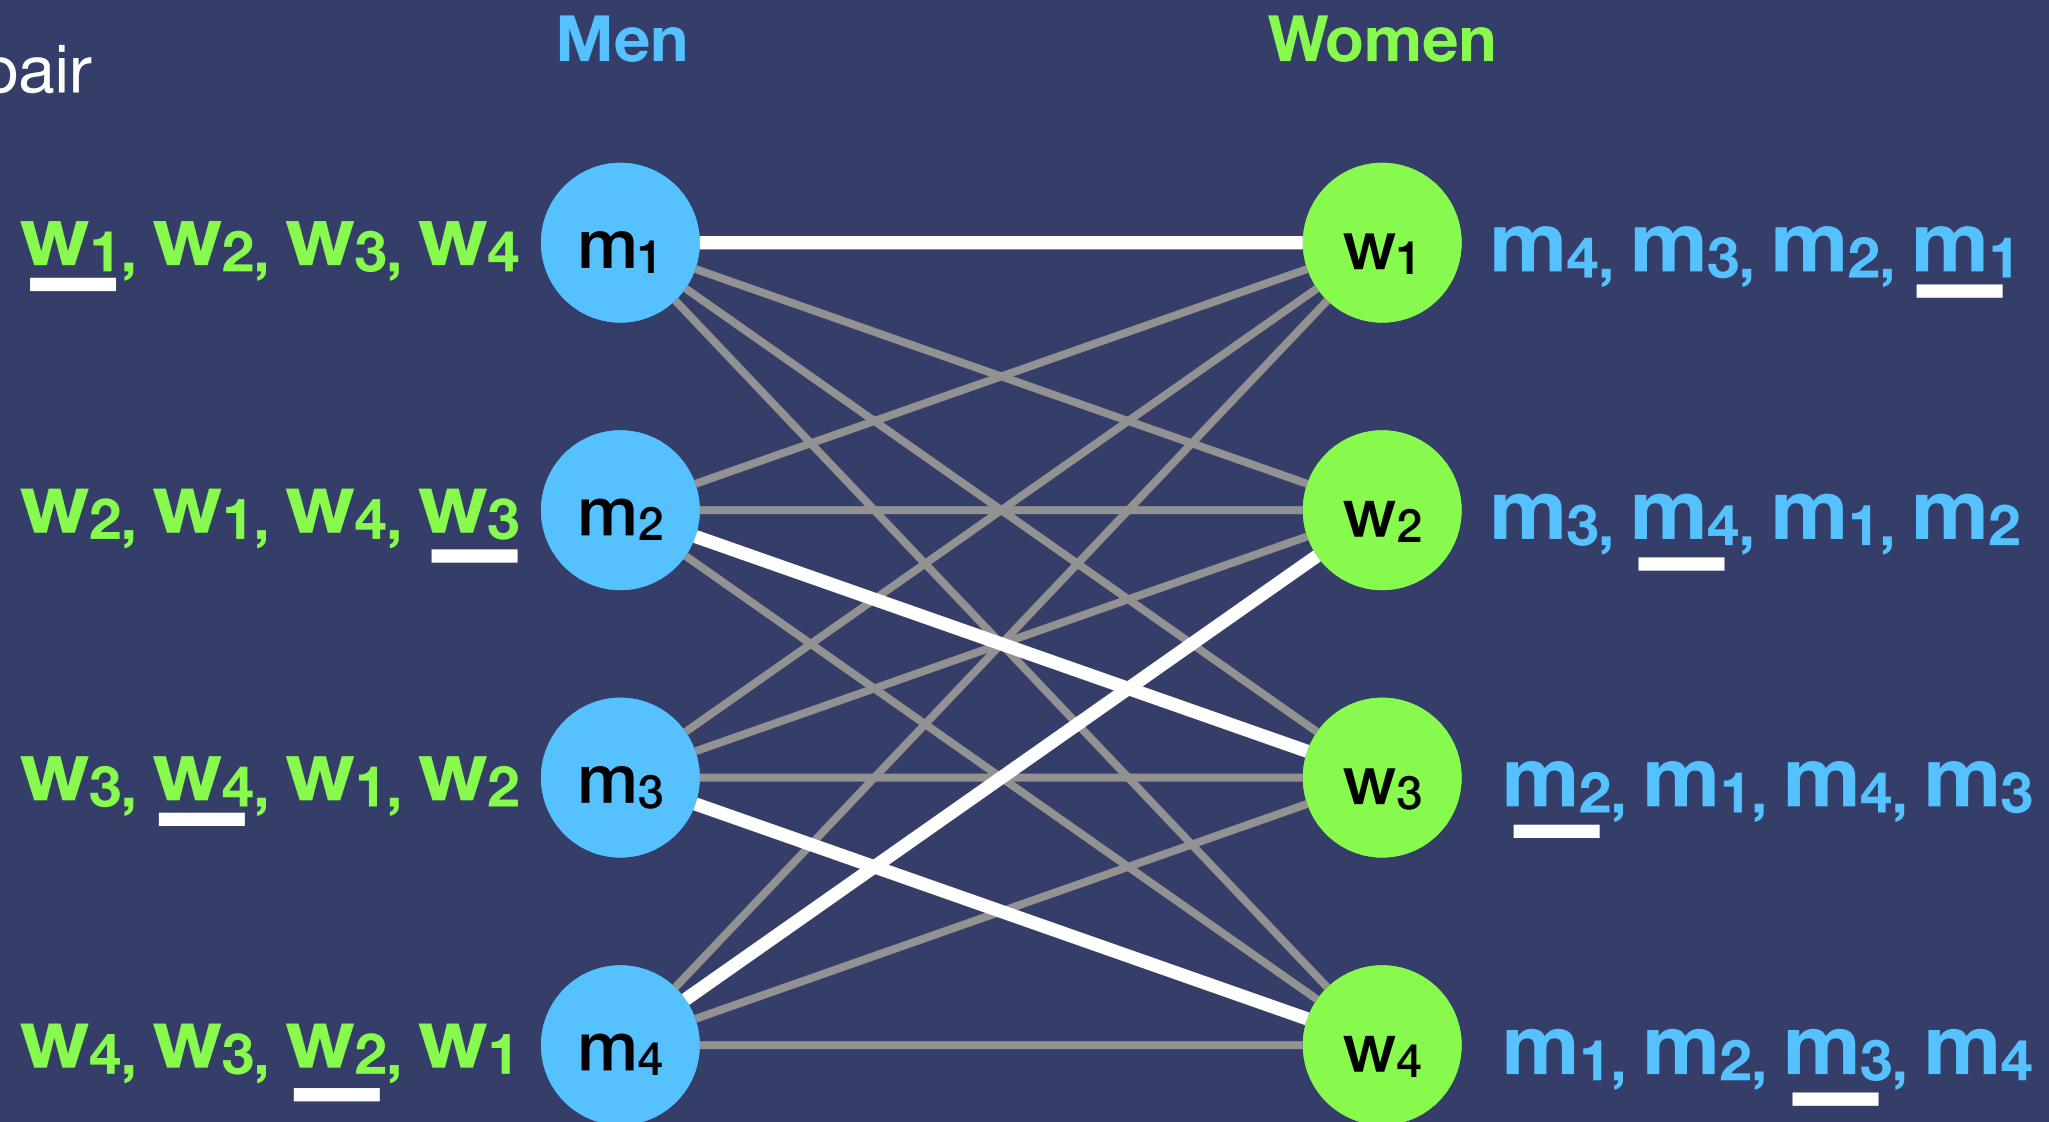 Men Women
pair
w1, w2, w3, w4 m1 w1 m4, m3, m2, m1
w2, w1, w4, w3 m2 w2 m3, m4, m1, m2
w3, w4, w1, w2 m3 w3 m2, m1, m4, m3
w4, w3, w2, w1 m4 w4 m1, m2, m3, m4